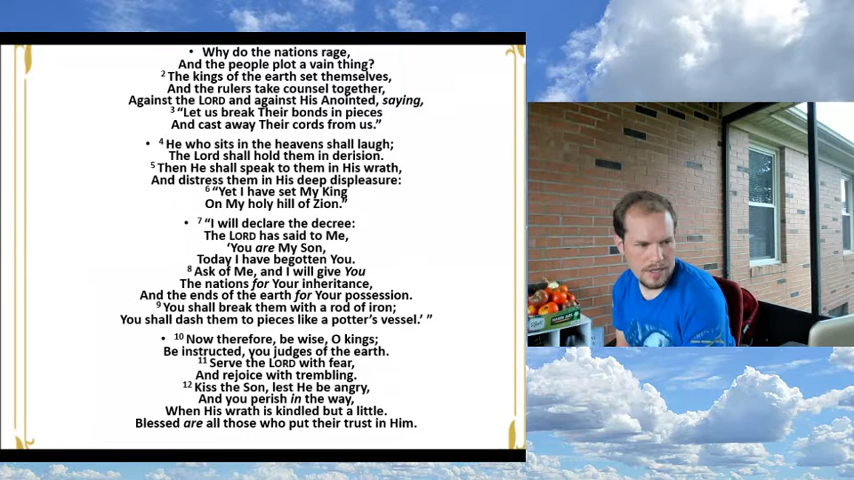 • Why do the nations rage,
And the people plot a vain thing?
2 The kings of the earth set themselves,
And the rulers take counsel together,
Against the LORD and against His Anointed, saying,
3 “Let us break Their bonds in pieces
And cast away Their cords from us.”
• 4 He who sits in the heavens shall laugh;
The Lord shall hold them in derision.
5 Then He shall speak to them in His wrath,
And distress them in His deep displeasure:
6 “Yet I have set My King
On My holy hill of Zion.”
• 7 “I will declare the decree:
The LORD has said to Me,
‘You are My Son,
Today I have begotten You.
8 Ask of Me, and I will give You
The nations for Your inheritance,
And the ends of the earth for Your possession.
9 You shall break them with a rod of iron;
You shall dash them to pieces like a potter’s vessel.’ ”
• 10 Now therefore, be wise, O kings;
Be instructed, you judges of the earth.
11 Serve the LORD with fear,
And rejoice with trembling.
12 Kiss the Son, lest He be angry,
And you perish in the way,
When His wrath is kindled but a little.
Blessed are all those who put their trust in Him.